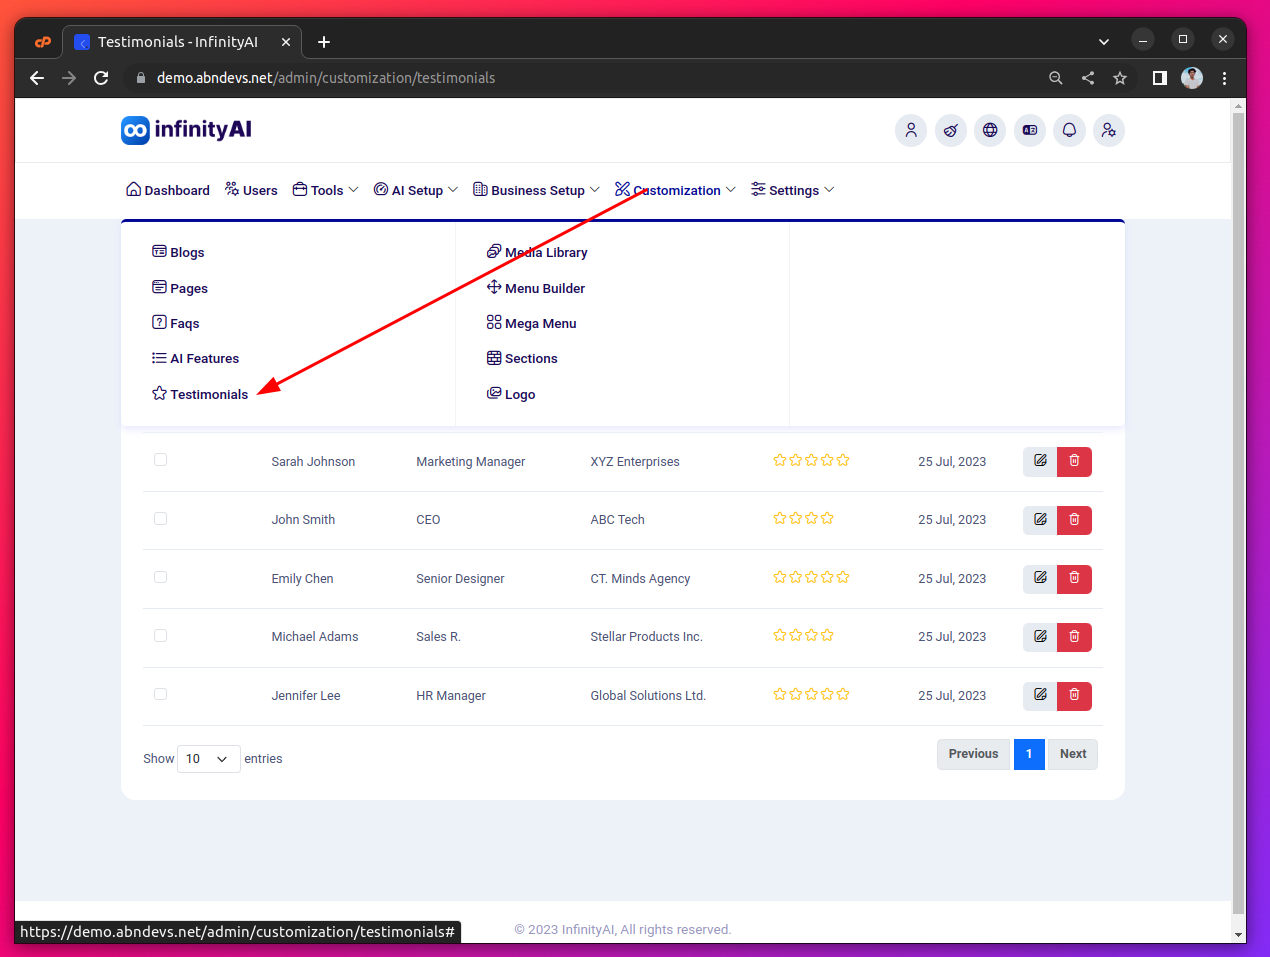 Testimonials - InfinityAI
demo.abndevs.net/admin/customization/testimonials
infinityAI
Dashboard Users Tools AI Setup Business Setup Customization Settings
Blogs
Pages
Faqs
AI Features
Testimonials
Media Library
Menu Builder
Mega Menu
Sections
Logo
Sarah Johnson Marketing Manager XYZ Enterprises 25 Jul, 2023
John Smith CEO ABC Tech 25 Jul, 2023
Emily Chen Senior Designer CT. Minds Agency 25 Jul, 2023
Michael Adams Sales R. Stellar Products Inc. 25 Jul, 2023
Jennifer Lee HR Manager Global Solutions Ltd. 25 Jul, 2023
Show 10 entries
Previous 1 Next
© 2023 InfinityAI, All rights reserved.
https://demo.abndevs.net/admin/customization/testimonials#